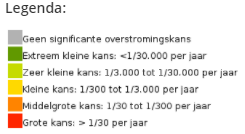 Legenda:
Geen significante overstromingskans
Extreem kleine kans: <1/30.000 per jaar
Zeer kleine kans: 1/3.000 tot 1/30.000 per jaar
Kleine kans: 1/300 tot 1/3.000 per jaar
Middelgrote kans: 1/30 tot 1/300 per jaar
Grote kans: > 1/30 per jaar